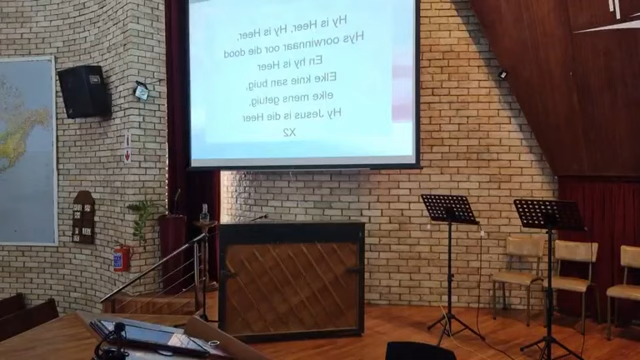 Hy is Heer, Hy is Heer,
Hys oorwinnaar oor die dood
En hy is Heer
Elke knie san buig,
elke mens getuig,
Hy Jesus is die Heer
X2